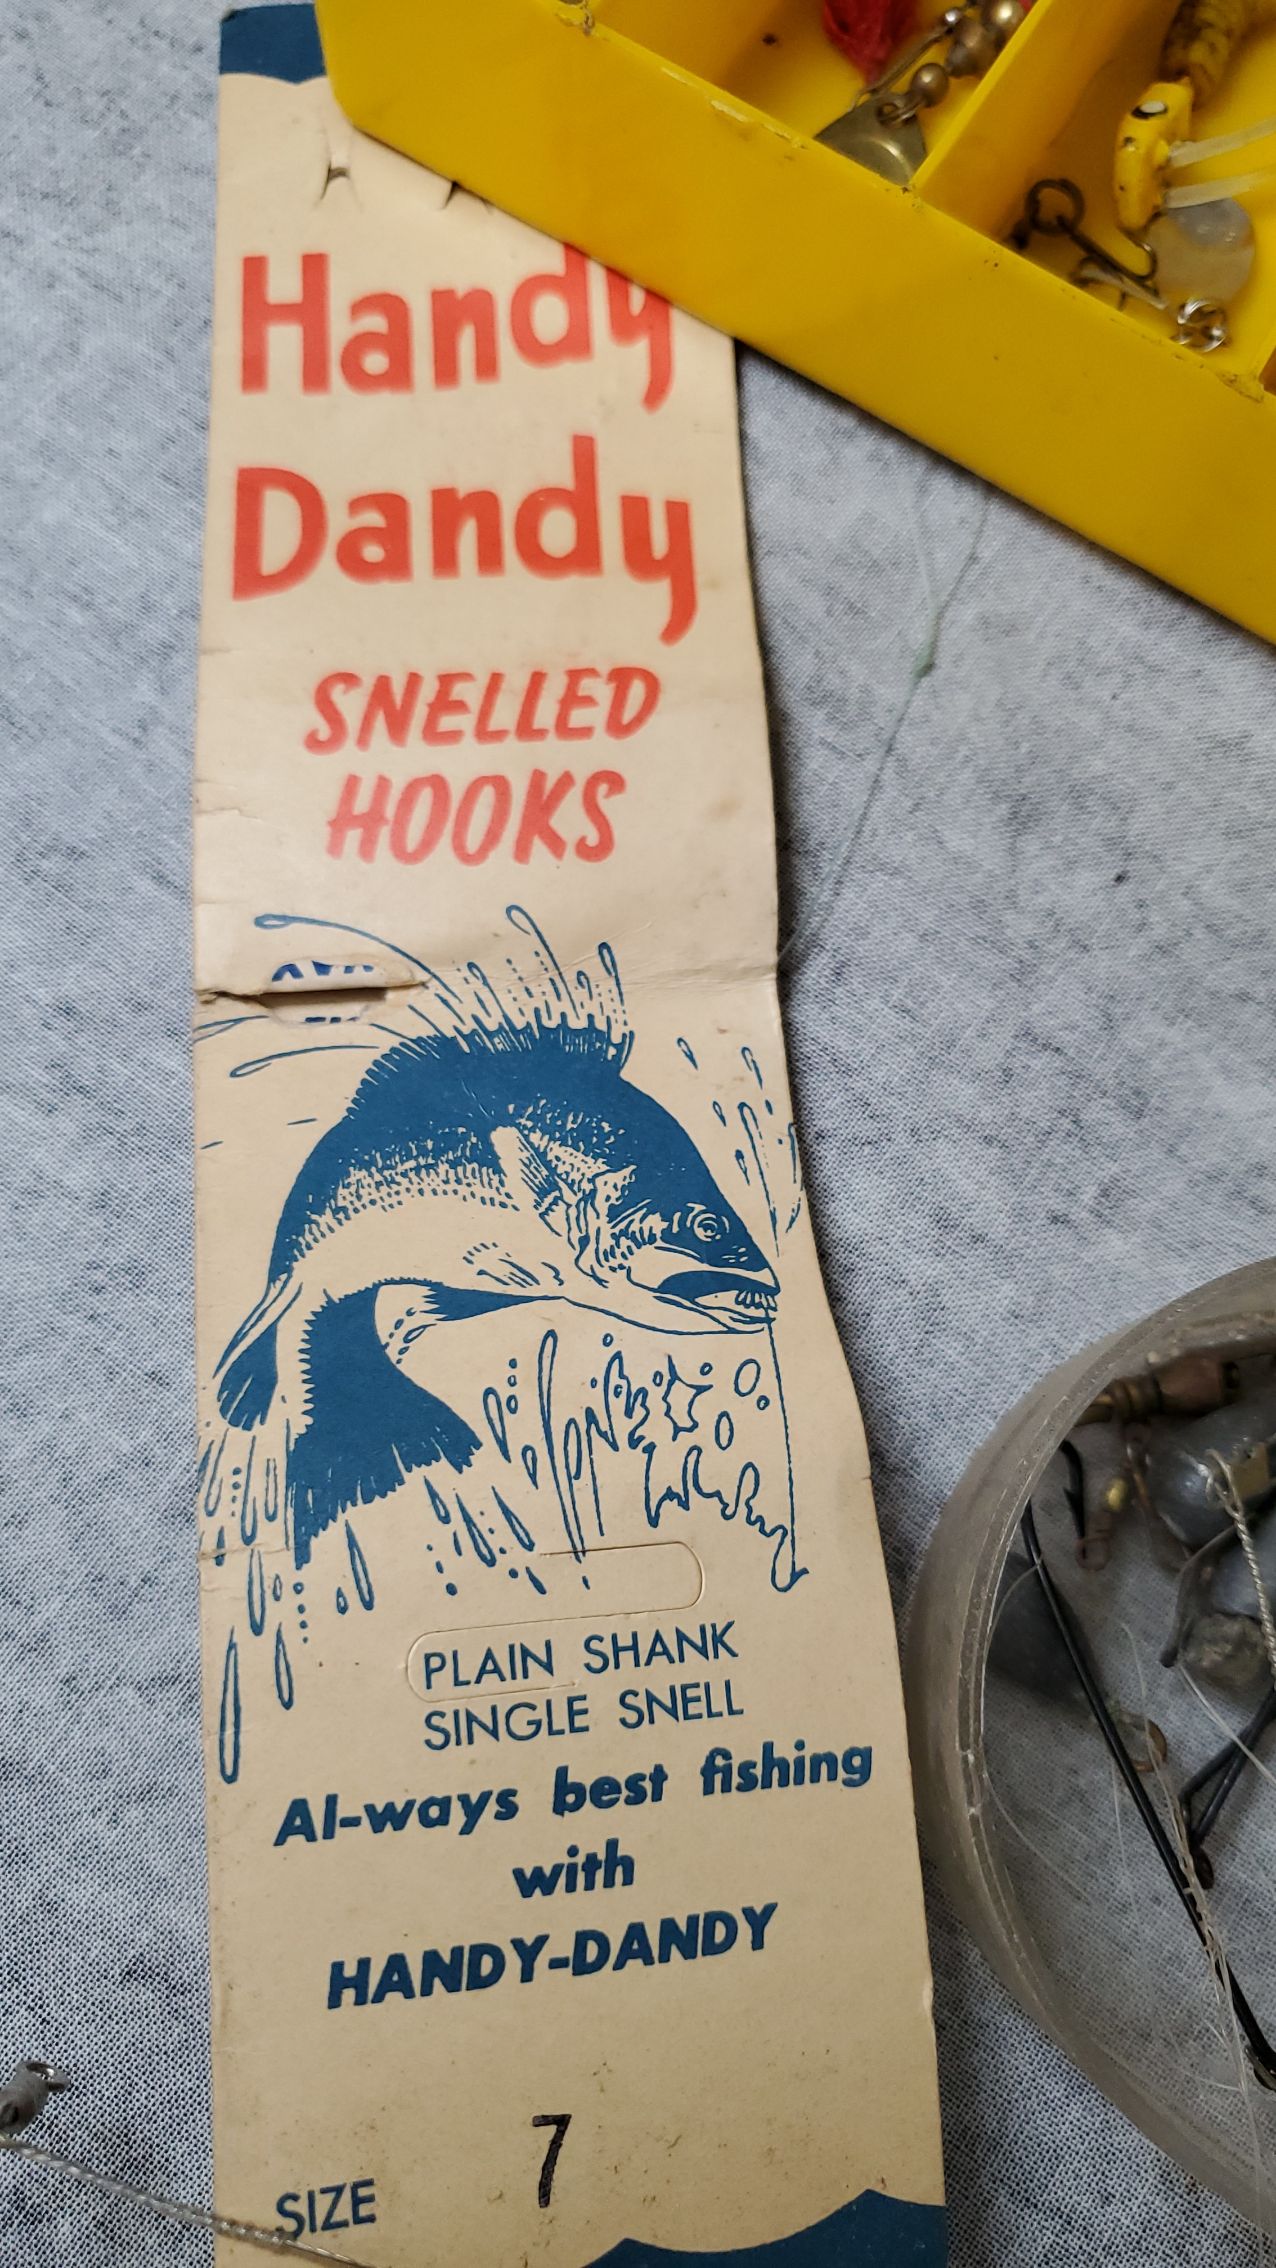 Handy
Dandy
SNELLED
HOOKS
PLAIN SHANK
SINGLE SNELL
Al-ways best fishing
with
HANDY-DANDY
SIZE 7